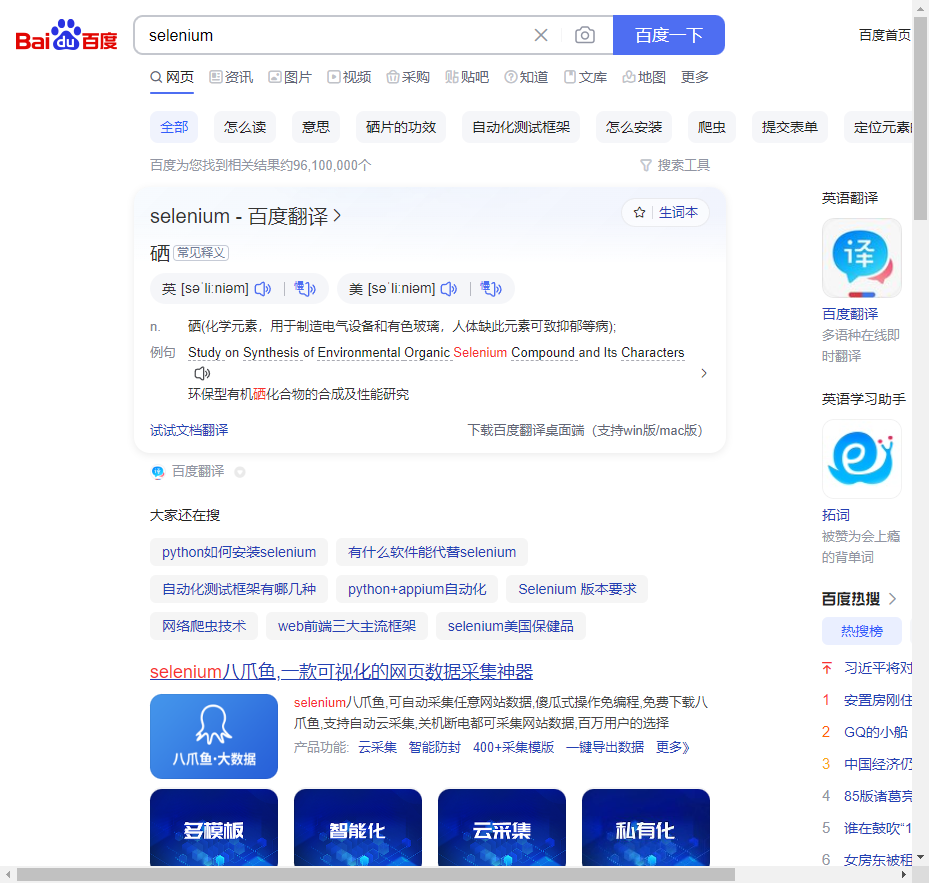 Bai du 百度
selenium
百度一下
百度首页
网页 资讯 图片 视频 采购 贴吧 知道 文库 地图 更多
全部 怎么读 意思 硒片的功效 自动化测试框架 怎么安装 爬虫 提交表单 定位元素
百度为您找到相关结果约96,100,000个
搜索工具
selenium - 百度翻译
生词本
硒 常见释义
英 [səˈliːniəm] 慢 美 [səˈliːniəm] 慢
n. 硒(化学元素，用于制造电气设备和有色玻璃，人体缺此元素可致抑郁等病);
例句 Study on Synthesis of Environmental Organic Selenium Compound and Its Characters
环保型有机硒化合物的合成及性能研究
试试文档翻译
下载百度翻译桌面端（支持win版/mac版）
译 百度翻译
大家还在搜
python如何安装selenium 有什么软件能代替selenium
自动化测试框架有哪几种 python+appium自动化 Selenium 版本要求
网络爬虫技术 web前端三大主流框架 selenium美国保健品
selenium八爪鱼,一款可视化的网页数据采集神器
八爪鱼·大数据
selenium八爪鱼,可自动采集任意网站数据,傻瓜式操作免编程,免费下载八
爪鱼,支持自动云采集,关机断电都可采集网站数据,百万用户的选择
产品功能: 云采集 智能防封 400+采集模版 一键导出数据 更多》
多模板 智能化 云采集 私有化
英语翻译
译
百度翻译
多语种在线即
时翻译
英语学习助手
拓词
被赞为会上瘾
的背单词
百度热搜
热搜榜
习近平将对
1 安置房刚住
2 GQ的小船
3 中国经济仍
4 85版诸葛亮
5 谁在鼓吹“1
6 女房东被租